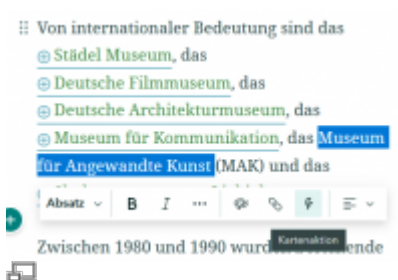 Von internationaler Bedeutung sind das
Städel Museum, das
Deutsche Filmmuseum, das
Deutsche Architekturmuseum, das
Museum für Kommunikation, das Museum
für Angewandte Kunst (MAK) und das
Absatz B I
Kartenaktion
Zwischen 1980 und 1990